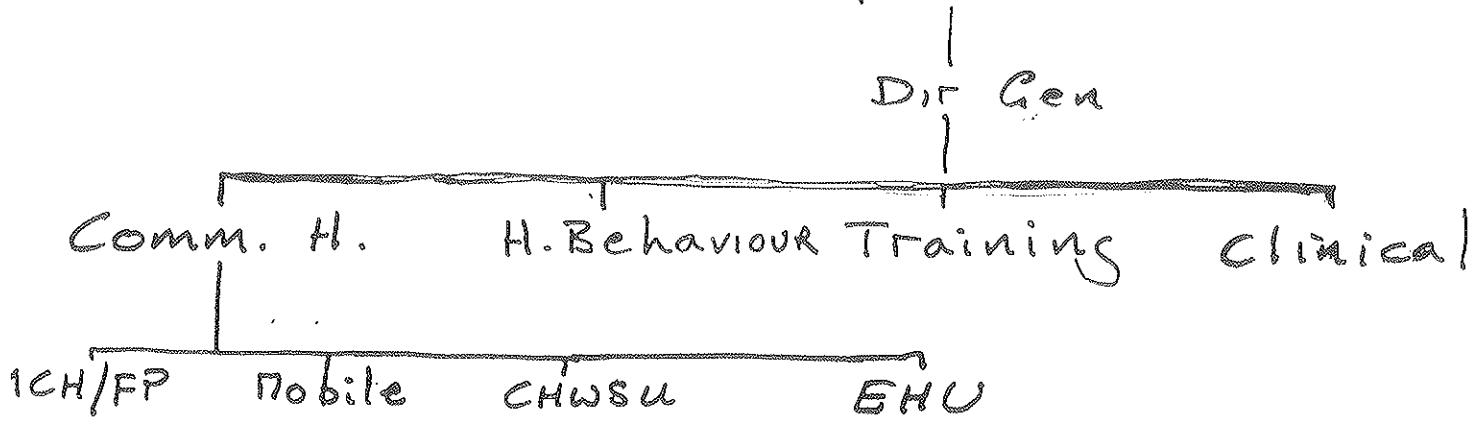 Dir Gen
Comm. H. H. Behaviour Training Clinical
ICH/FP Mobile CHWSU EHU